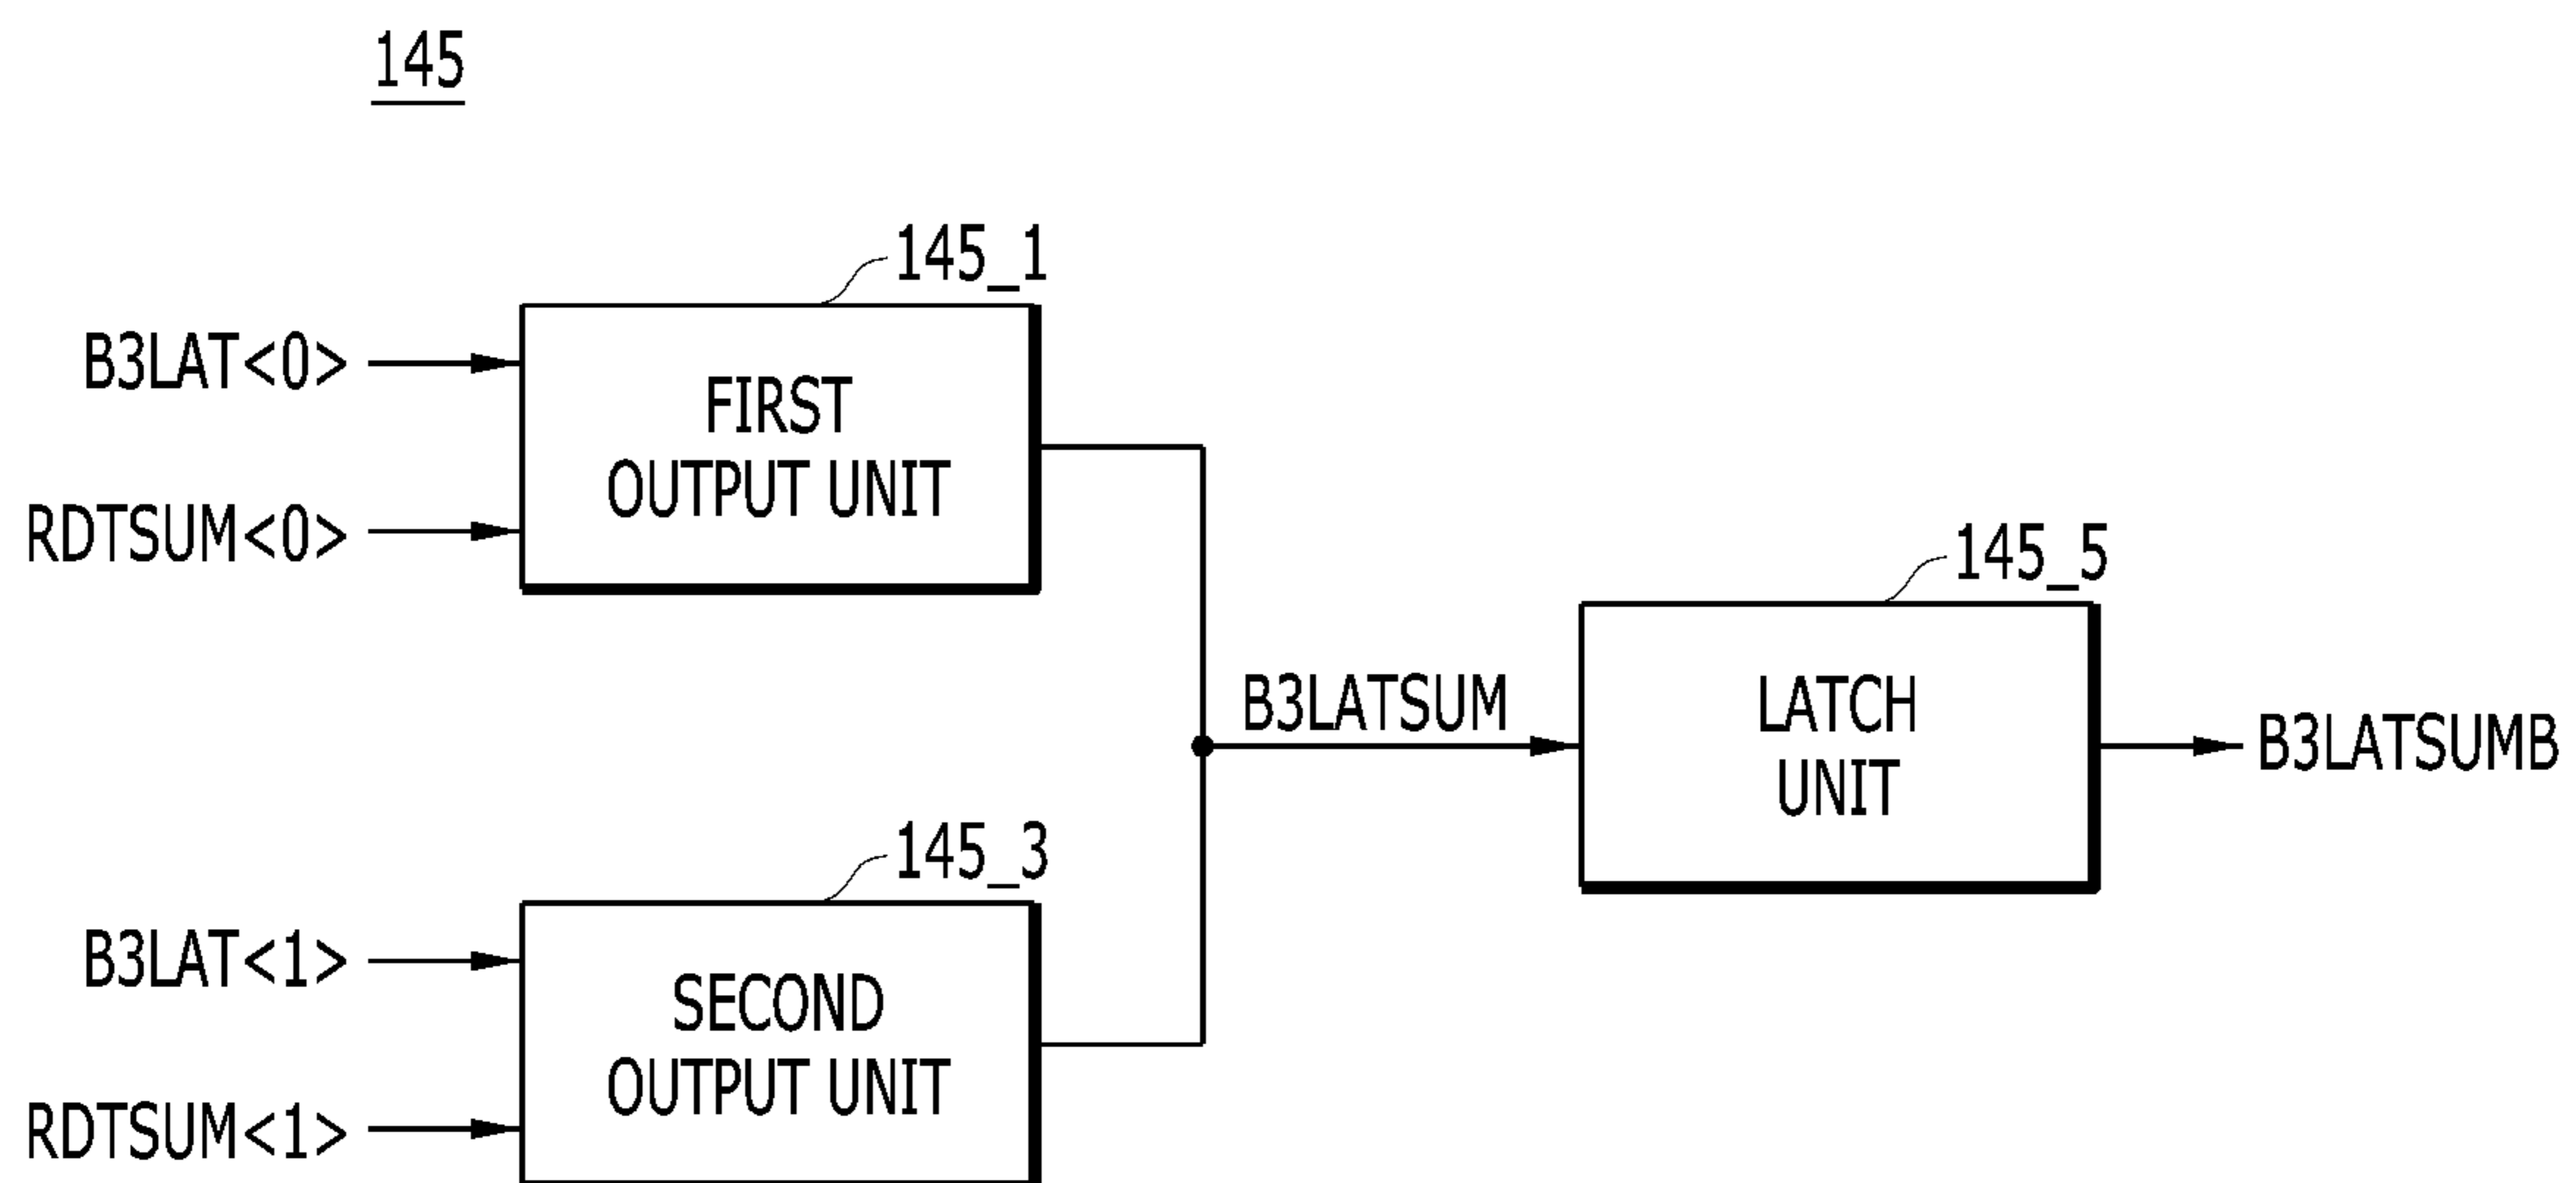 145
145_1
B3LAT<0>
FIRST
OUTPUT UNIT
RDTSUM<0>
145_5
B3LATSUM
LATCH
UNIT
B3LATSUMB
145_3
B3LAT<1>
SECOND
OUTPUT UNIT
RDTSUM<1>